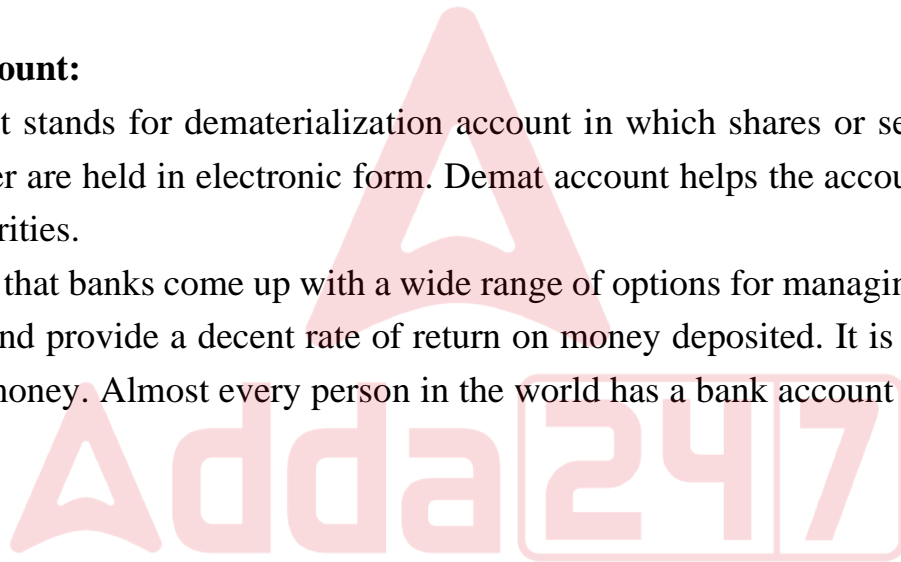 ount:
t stands for dematerialization account in which shares or se
er are held in electronic form. Demat account helps the accou
rities.
that banks come up with a wide range of options for managin
nd provide a decent rate of return on money deposited. It is
noney. Almost every person in the world has a bank account
Adda247